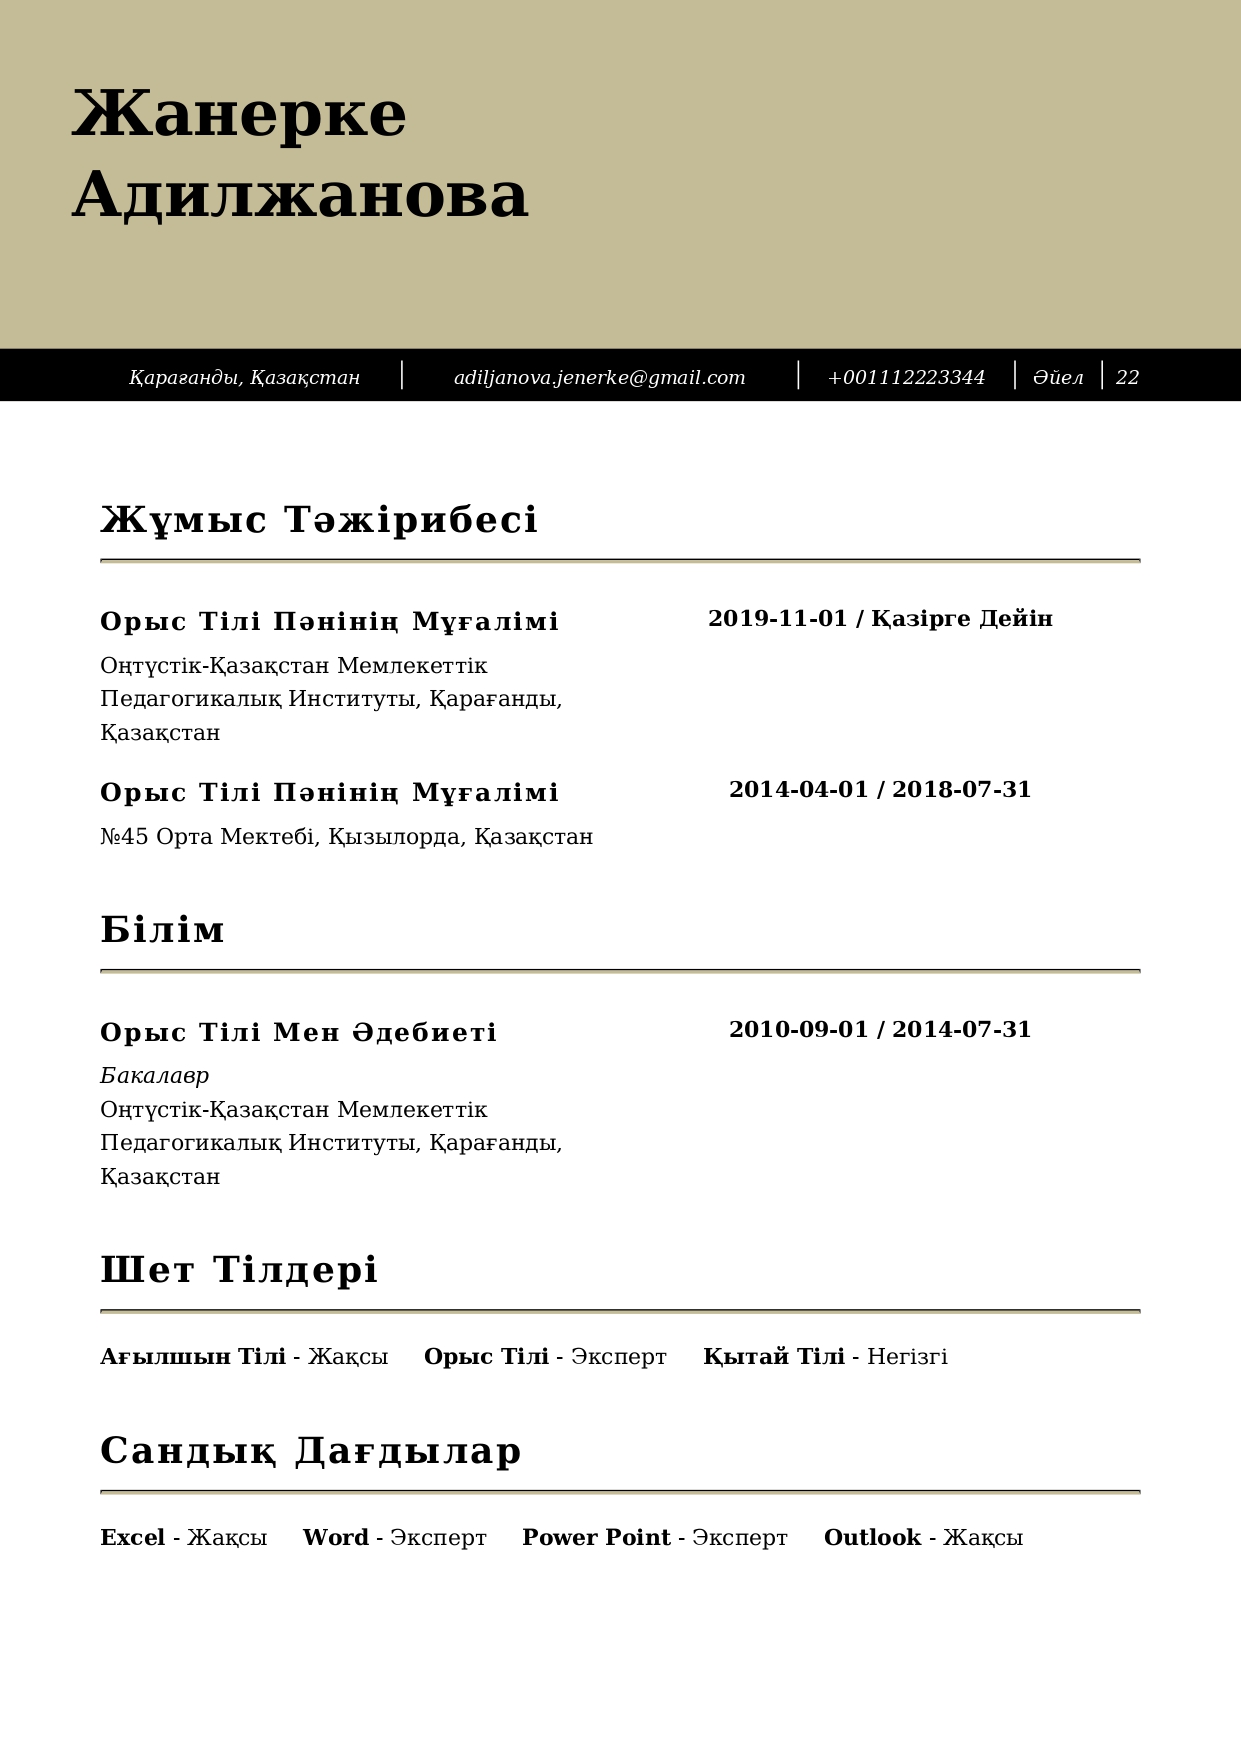 Жанерке
Адилжанова
Қарағанды, Қазақстан adiljanova.jenerke@gmail.com +001112223344 Әйел 22
Жұмыс Тәжірибесі
Орыс Тілі Пәнінің Мұғалімі 2019-11-01 / Қазірге Дейін
Оңтүстік-Қазақстан Мемлекеттік
Педагогикалық Институты, Қарағанды,
Қазақстан
Орыс Тілі Пәнінің Мұғалімі 2014-04-01 / 2018-07-31
№45 Орта Мектебі, Қызылорда, Қазақстан
Білім
Орыс Тілі Мен Әдебиеті 2010-09-01 / 2014-07-31
Бакалавр
Оңтүстік-Қазақстан Мемлекеттік
Педагогикалық Институты, Қарағанды,
Қазақстан
Шет Тілдері
Ағылшын Тілі - Жақсы Орыс Тілі - Эксперт Қытай Тілі - Негізгі
Сандық Дағдылар
Excel - Жақсы Word - Эксперт Power Point - Эксперт Outlook - Жақсы